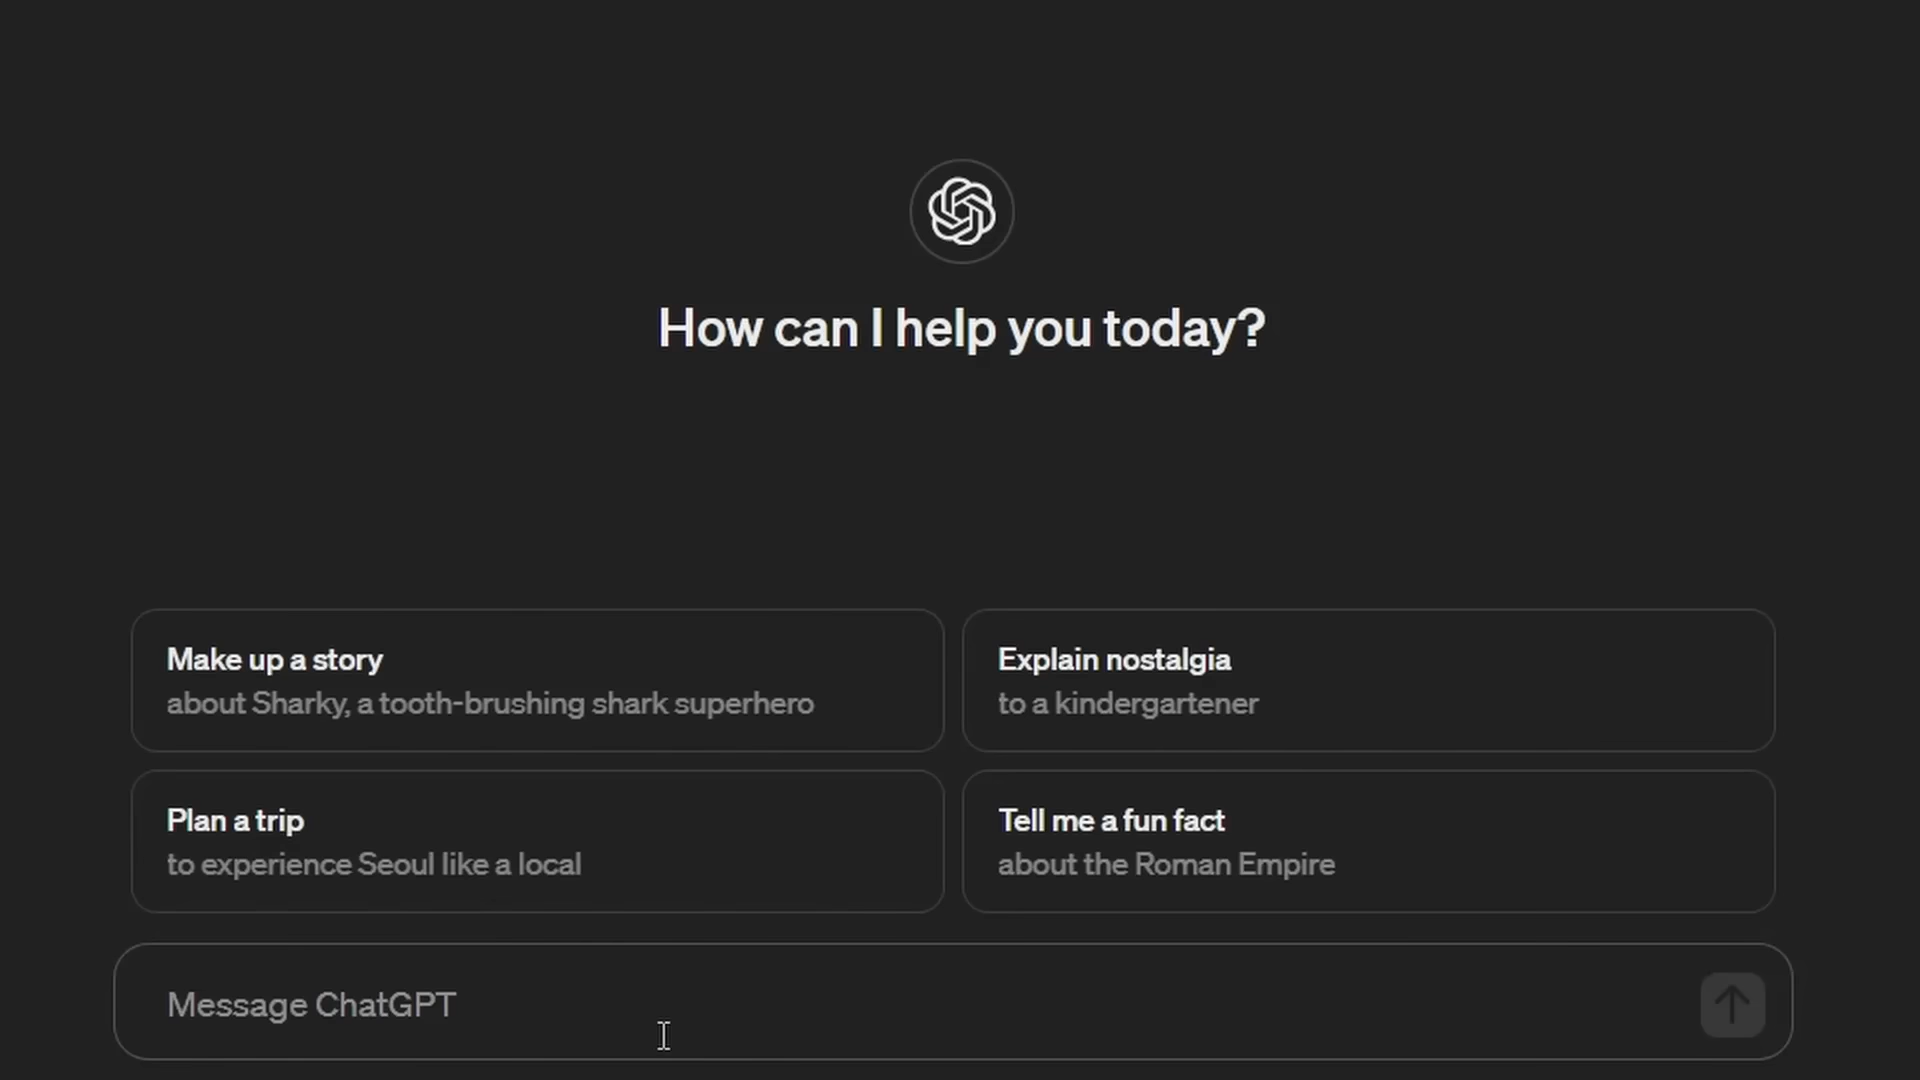 How can I help you today?
Make up a story
about Sharky, a tooth-brushing shark superhero
Explain nostalgia
to a kindergartener
Plan a trip
to experience Seoul like a local
Tell me a fun fact
about the Roman Empire
Message ChatGPT